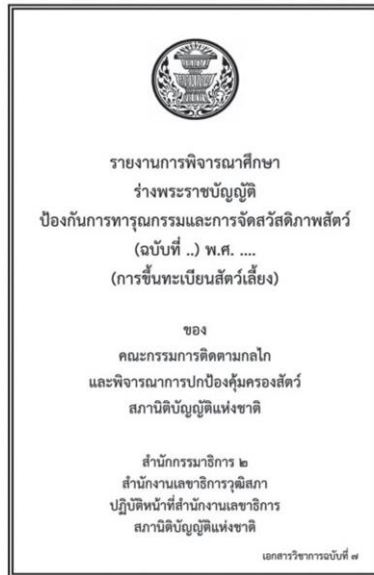 รายงานการพิจารณาศึกษา
ร่างพระราชบัญญัติ
ป้องกันการทารุณกรรมและการจัดสวัสดิภาพสัตว์
(ฉบับที่ ..) พ.ศ. ....
(การขึ้นทะเบียนสัตว์เลี้ยง)
ของ
คณะกรรมการติดตามกลไก
และพิจารณาการปกป้องคุ้มครองสัตว์
สภานิติบัญญัติแห่งชาติ
สำนักกรรมาธิการ ๒
สำนักงานเลขาธิการวุฒิสภา
ปฏิบัติหน้าที่สำนักงานเลขาธิการ
สภานิติบัญญัติแห่งชาติ
เอกสารวิชาการฉบับที่ ๗